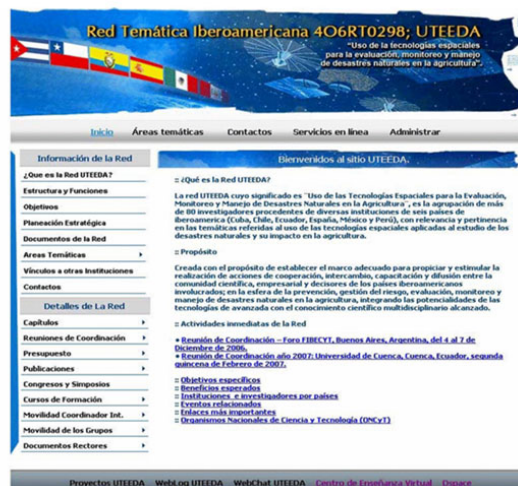 Red Temática Iberoamericana 4O6RT0298; UTEEDA
"Uso de la tecnologías espaciales
para la evaluación, monitoreo y manejo
de desastres naturales en la agricultura".
Inicio Áreas temáticas Contactos Servicios en línea Administrar
Información de la Red
¿Que es la Red UTEEDA?
Estructura y Funciones
Objetivos
Planeación Estratégica
Documentos de la Red
Areas Temáticas
Vínculos a otras Instituciones
Contactos
Detalles de La Red
Capítulos
Reuniones de Coordinación
Presupuesto
Publicaciones
Congresos y Simposios
Cursos de Formación
Movilidad Coordinador Int.
Movilidad de los Grupos
Documentos Rectores
Bienvenidos al sitio UTEEDA.
:: ¿Qué es la Red UTEEDA?
La red UTEEDA cuyo significado es ¨Uso de las Tecnologías Espaciales para la Evaluación,
Monitoreo y Manejo de Desastres Naturales en la Agricultura¨, es la agrupación de más
de 80 investigadores procedentes de diversas instituciones de seis países de
iberoamerica (Cuba, Chile, Ecuador, España, México y Perú), con relevancia y pertinencia
en las temáticas referidas al uso de las tecnologías espaciales aplicadas al estudio de los
desastres naturales y su impacto en la agricultura.
:: Propósito
Creada con el propósito de establecer el marco adecuado para propiciar y estimular la
realización de acciones de cooperación, intercambio, capacitación y difusión entre la
comunidad científica, empresarial y decisores de los países iberoamericanos
involucrados; en la esfera de la prevención, gestión del riesgo, evaluación, monitoreo y
manejo de desastres naturales en la agricultura, integrando las potencialidades de las
tecnologías de avanzada con el conocimiento científico multidisciplinario alcanzado.
:: Actividades inmediatas de la Red
• Reunión de Coordinación – Foro FIBECYT, Buenos Aires, Argentina, del 4 al 7 de
Diciembre de 2006.
• Reunión de Coordinación año 2007: Universidad de Cuenca, Cuenca, Ecuador, segunda
quincena de Febrero de 2007.
:: Objetivos específicos
:: Beneficios esperados
:: Instituciones e investigadores por países
:: Eventos relacionados
:: Enlaces más importantes
:: Organismos Nacionales de Ciencia y Tecnología (ONCyT)
Proyectos UTEEDA WebLog UTEEDA WebChat UTEEDA Centro de Enseñanza Virtual Dspace